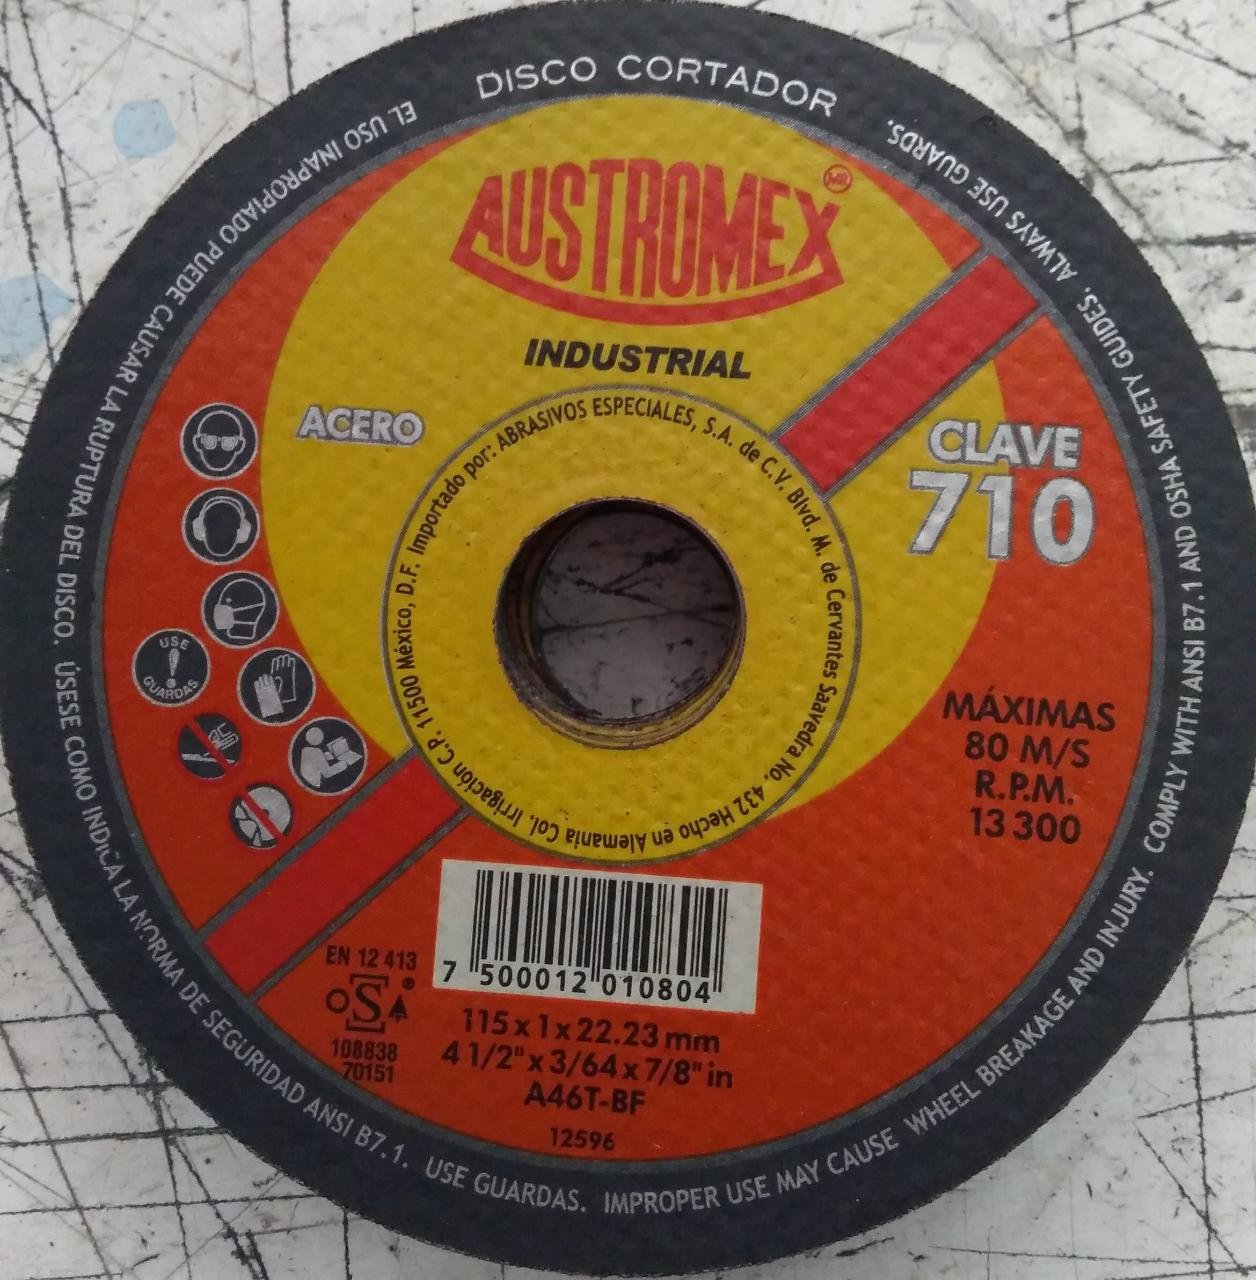 DISCO CORTADOR
EL USO INAPROPIADO PUEDE CAUSAR LA RUPTURA DEL DISCO. ÚSESE COMO INDICA LA NORMA DE SEGURIDAD ANSI B7.1. USE GUARDAS. IMPROPER USE MAY CAUSE WHEEL BREAKAGE AND INJURY. COMPLY WITH ANSI B7.1 AND OSHA SAFETY GUIDES. ALWAYS USE GUARDS.
AUSTROMEX MR
INDUSTRIAL
ACERO
CLAVE
710
Importado por: ABRASIVOS ESPECIALES, S.A. de C.V. Blvd. M. de Cervantes Saavedra No. 432 Hecho en Alemania Col. Irrigación C.P. 11500 México, D.F.
USE
GUARDAS
MÁXIMAS
80 M/S
R.P.M.
13 300
7 500012 010804
EN 12 413
OSA®
108838
70151
115 x 1 x 22.23 mm
4 1/2" x 3/64 x 7/8" in
A46T-BF
12596